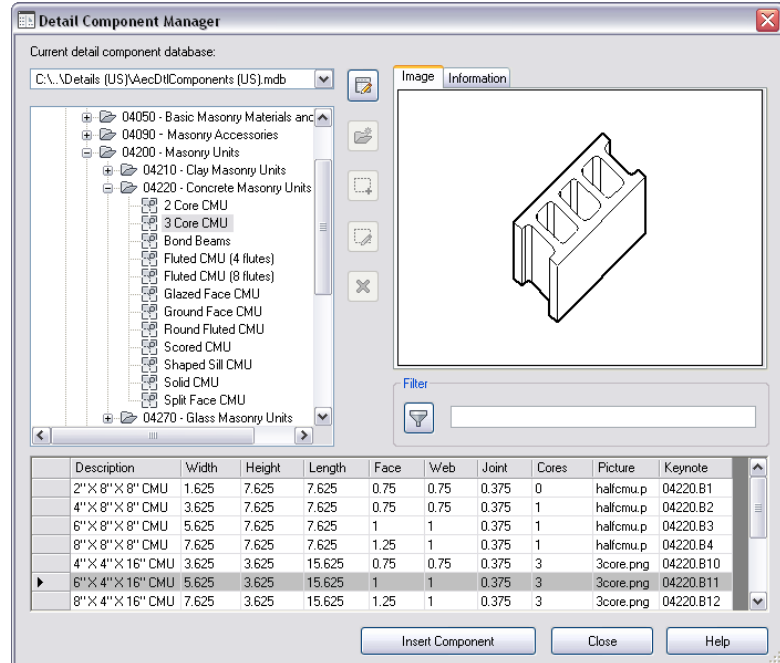 Detail Component Manager
Current detail component database:
C:\..\Details (US)\AecDtlComponents (US).mdb
Image Information
04050 - Basic Masonry Materials and
04090 - Masonry Accessories
04200 - Masonry Units
04210 - Clay Masonry Units
04220 - Concrete Masonry Units
2 Core CMU
3 Core CMU
Bond Beams
Fluted CMU (4 flutes)
Fluted CMU (8 flutes)
Glazed Face CMU
Ground Face CMU
Round Fluted CMU
Scored CMU
Shaped Sill CMU
Solid CMU
Split Face CMU
04270 - Glass Masonry Units
Filter
Description Width Height Length Face Web Joint Cores Picture Keynote
2" X 8" X 8" CMU 1.625 7.625 7.625 0.75 0.75 0.375 0 halfcmu.p 04220.B1
4" X 8" X 8" CMU 3.625 7.625 7.625 0.75 0.75 0.375 1 halfcmu.p 04220.B2
6" X 8" X 8" CMU 5.625 7.625 7.625 1 1 0.375 1 halfcmu.p 04220.B3
8" X 8" X 8" CMU 7.625 7.625 7.625 1.25 1 0.375 1 halfcmu.p 04220.B4
4" X 4" X 16" CMU 3.625 3.625 15.625 0.75 0.75 0.375 3 3core.png 04220.B10
6" X 4" X 16" CMU 5.625 3.625 15.625 1 1 0.375 3 3core.png 04220.B11
8" X 4" X 16" CMU 7.625 3.625 15.625 1.25 1 0.375 3 3core.png 04220.B12
Insert Component Close Help